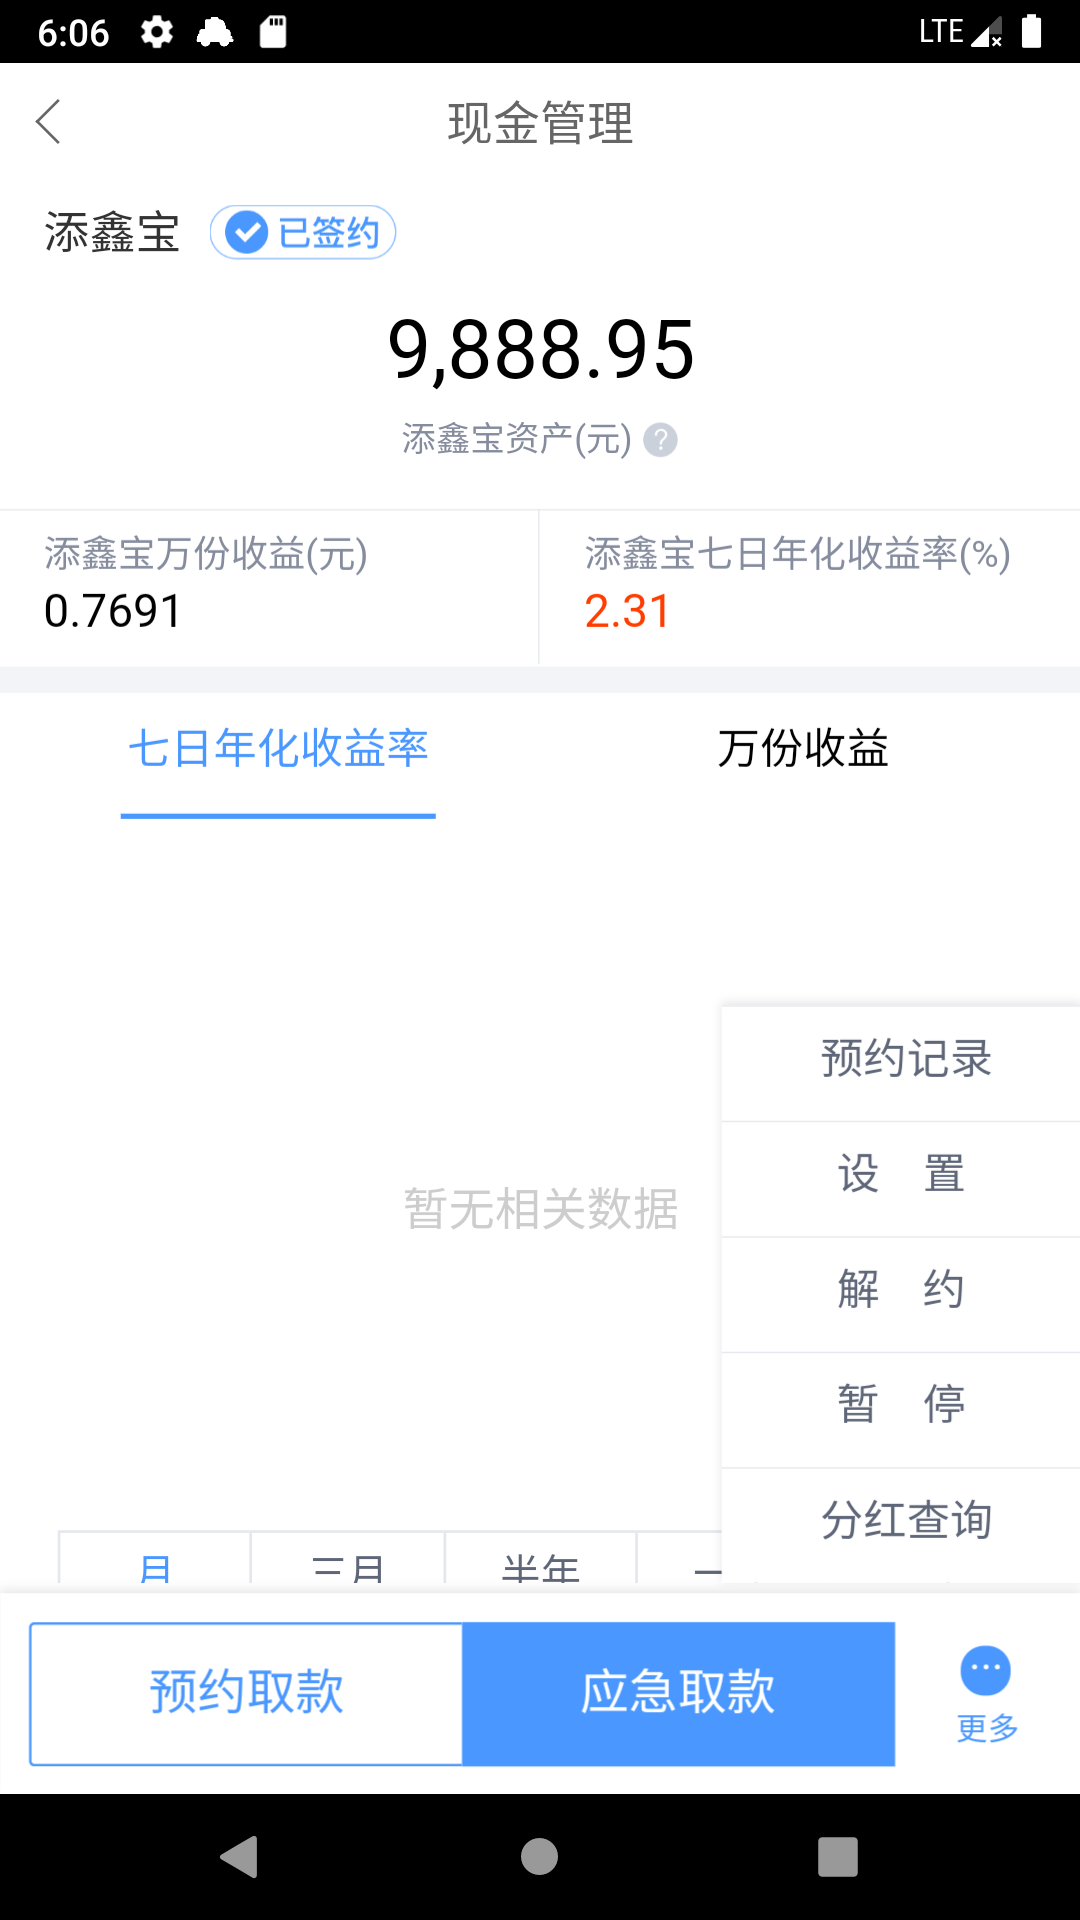 6:06
LTE
现金管理
添鑫宝
已签约
9,888.95
添鑫宝资产(元)
?
添鑫宝万份收益(元)
添鑫宝七日年化收益率(%)
0.7691
2.31
七日年化收益率
万份收益
暂无相关数据
预约记录
设 置
解 约
暂 停
分红查询
月
三月
半年
一
预约取款
应急取款
更多